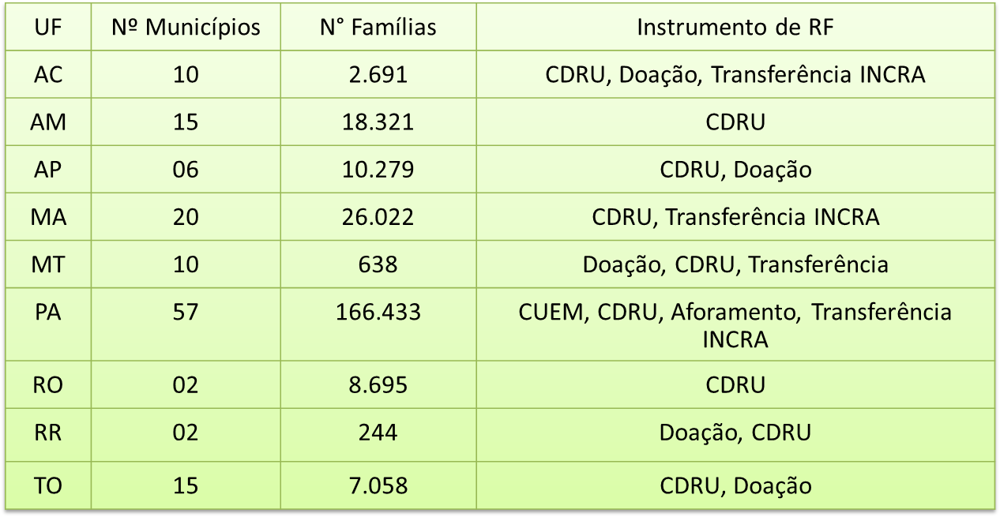 UF Nº Municípios N° Famílias Instrumento de RF
AC 10 2.691 CDRU, Doação, Transferência INCRA
AM 15 18.321 CDRU
AP 06 10.279 CDRU, Doação
MA 20 26.022 CDRU, Transferência INCRA
MT 10 638 Doação, CDRU, Transferência
PA 57 166.433 CUEM, CDRU, Aforamento, Transferência
INCRA
RO 02 8.695 CDRU
RR 02 244 Doação, CDRU
TO 15 7.058 CDRU, Doação